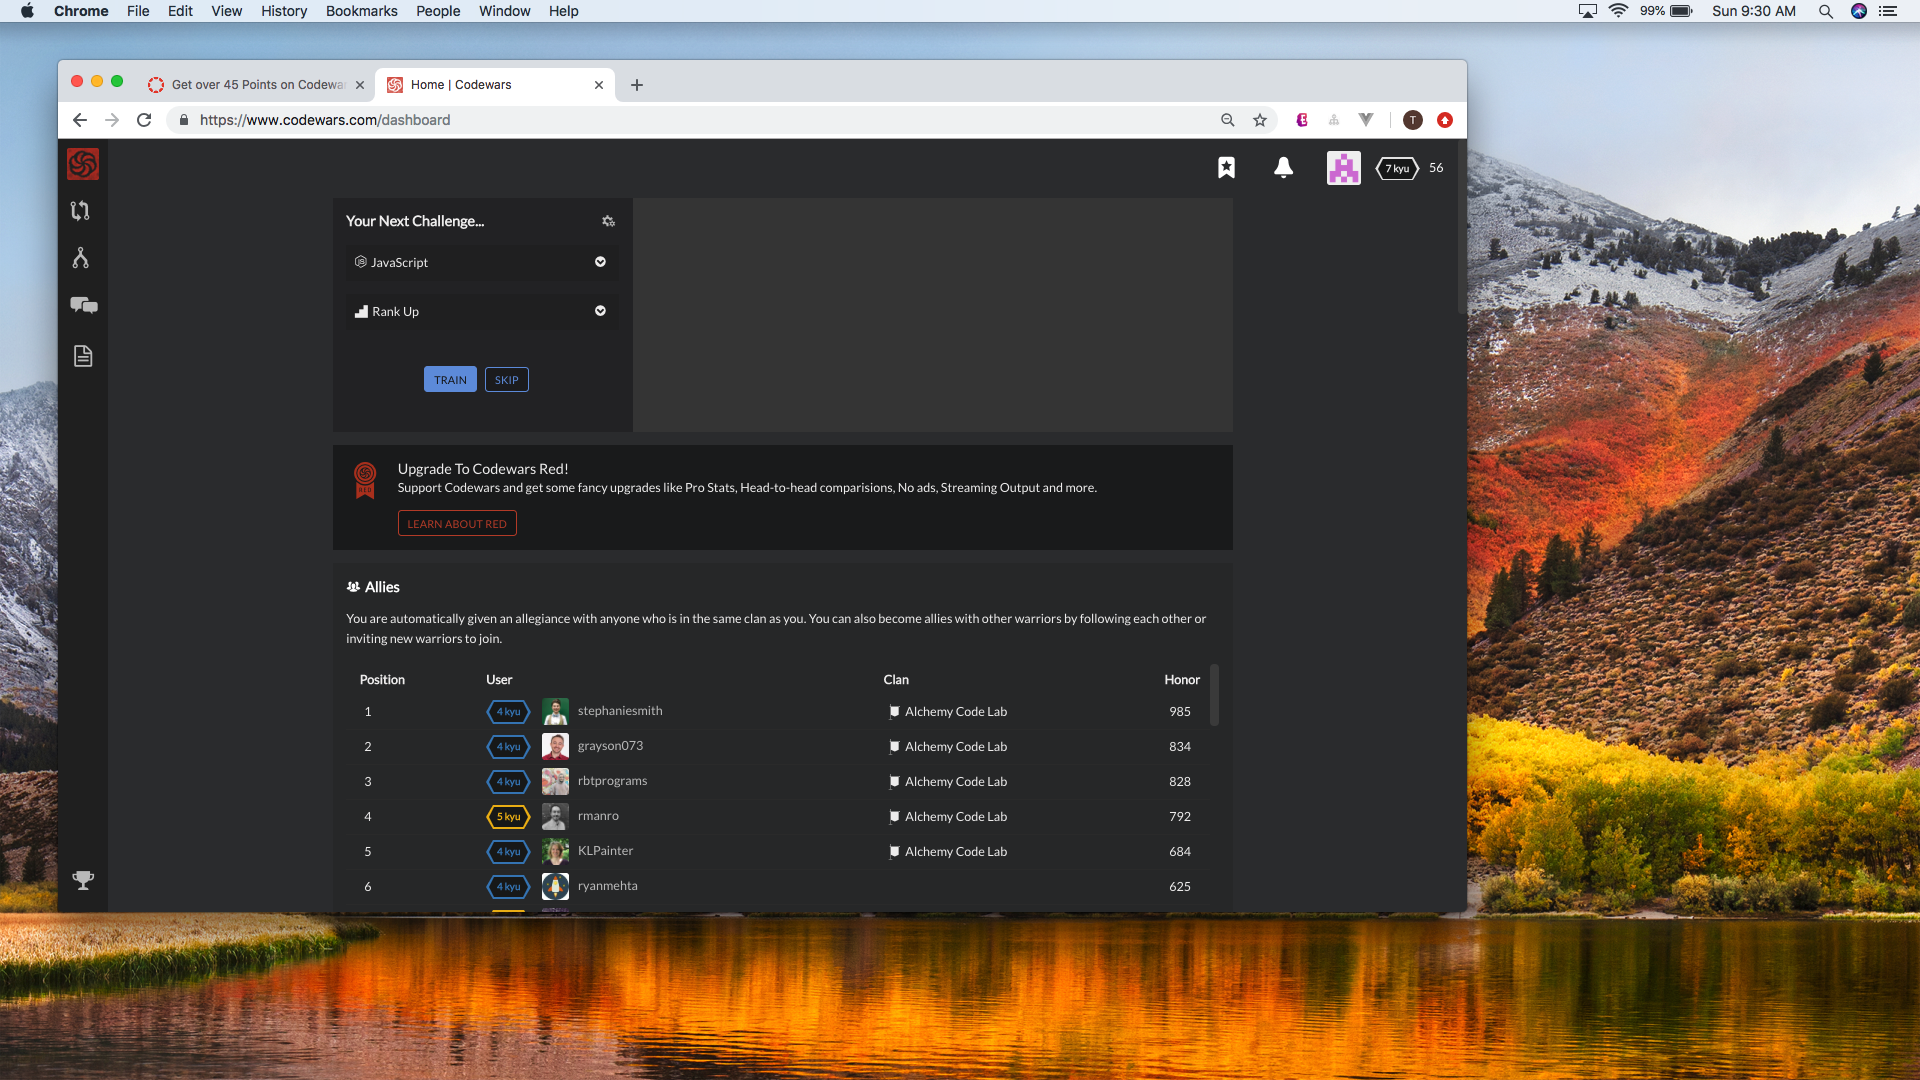 Chrome File Edit View History Bookmarks People Window Help
99% Sun 9:30 AM
Get over 45 Points on Codewa
Home | Codewars
https://www.codewars.com/dashboard
T
7 kyu 56
Your Next Challenge...
JavaScript
Rank Up
TRAIN SKIP
Upgrade To Codewars Red!
Support Codewars and get some fancy upgrades like Pro Stats, Head-to-head comparisions, No ads, Streaming Output and more.
LEARN ABOUT RED
Allies
You are automatically given an allegiance with anyone who is in the same clan as you. You can also become allies with other warriors by following each other or
inviting new warriors to join.
Position User Clan Honor
1 4 kyu stephaniesmith Alchemy Code Lab 985
2 4 kyu grayson073 Alchemy Code Lab 834
3 4 kyu rbtprograms Alchemy Code Lab 828
4 5 kyu rmanro Alchemy Code Lab 792
5 4 kyu KLPainter Alchemy Code Lab 684
6 4 kyu ryanmehta 625